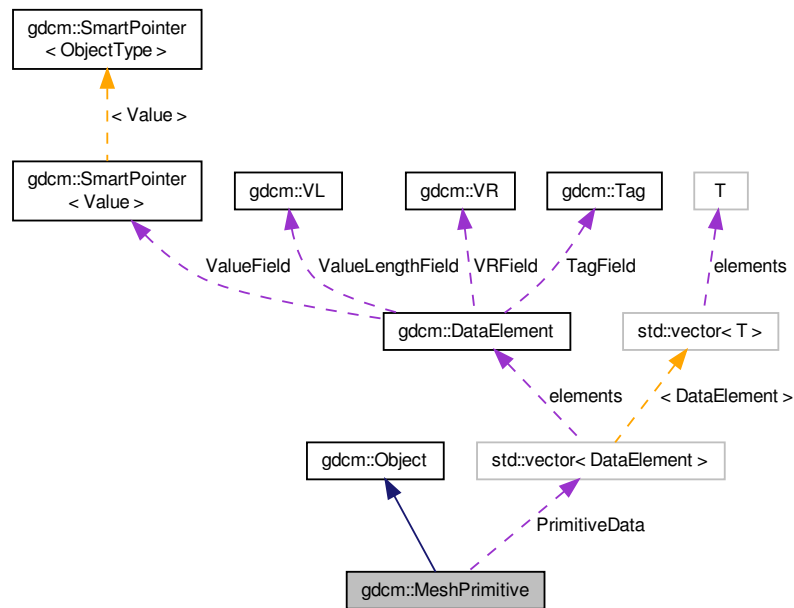 gdcm::SmartPointer
< ObjectType >
< Value >
gdcm::SmartPointer
< Value >
gdcm::VL
gdcm::VR
gdcm::Tag
T
ValueField
ValueLengthField
VRField
TagField
elements
gdcm::DataElement
std::vector< T >
elements
< DataElement >
gdcm::Object
std::vector< DataElement >
PrimitiveData
gdcm::MeshPrimitive